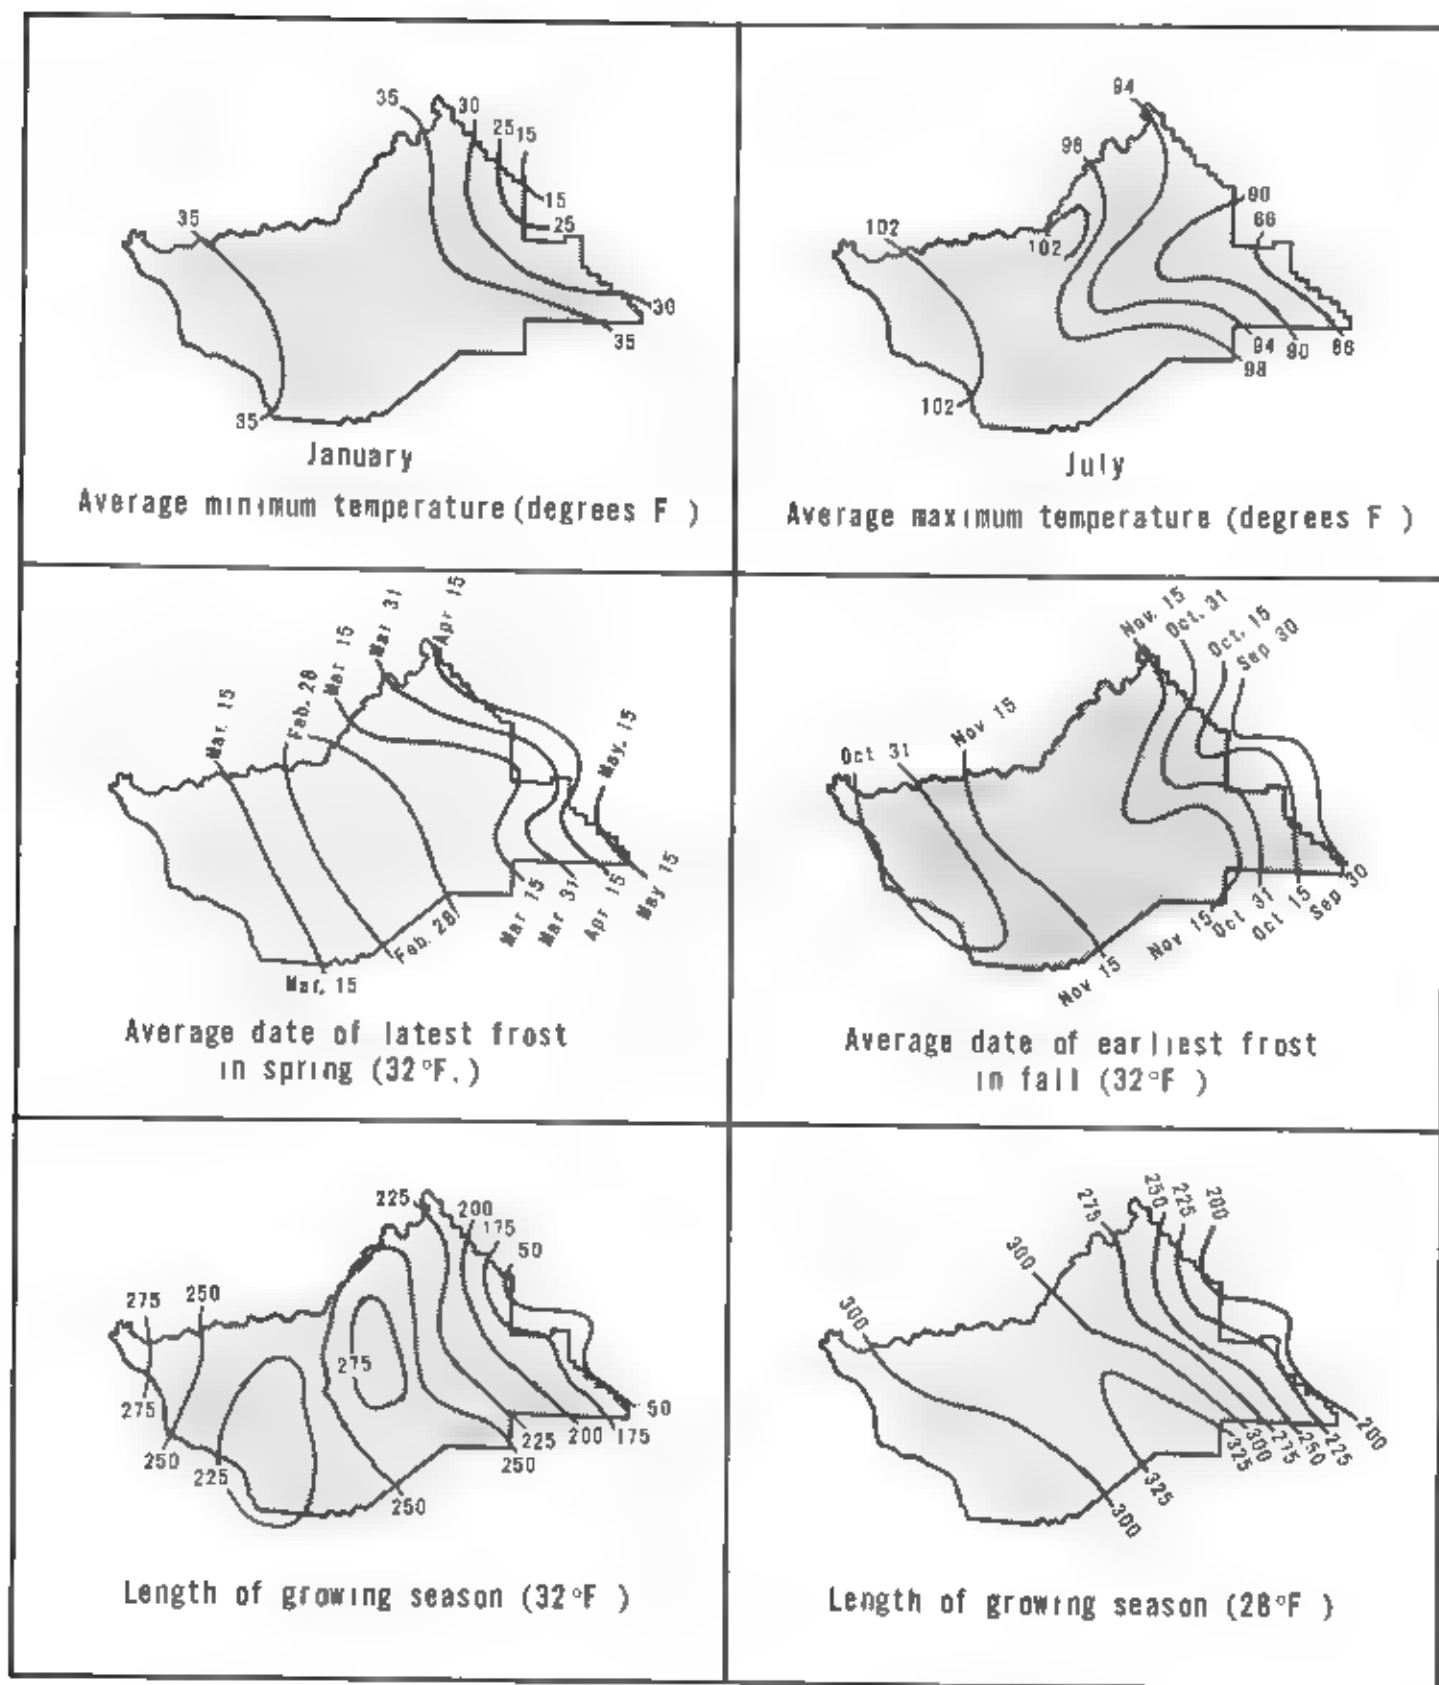 35
30
25
15
15
25
35
30
35
35
January
Average minimum temperature (degrees F )
94
98
90
86
102
102
94
90
86
98
102
July
Average maximum temperature (degrees F )
Apr 15
Mar 31
Mar 15
Feb. 28
Mar. 15
May. 15
Mar 15
Mar 31
Apr 15
May 15
Feb. 28
Mar. 15
Average date of latest frost
in spring (32°F.)
Nov. 15
Oct. 31
Oct. 15
Sep 30
Nov 15
Oct 31
Nov 15
Oct 31
Oct 15
Sep 30
Nov 15
Average date of earliest frost
in fall (32°F )
225
200
175
50
275
250
275
275
50
250
225
225
200
175
250
250
Length of growing season (32°F )
275
250
225
200
300
300
325
300
275
250
225
200
325
300
Length of growing season (28°F )